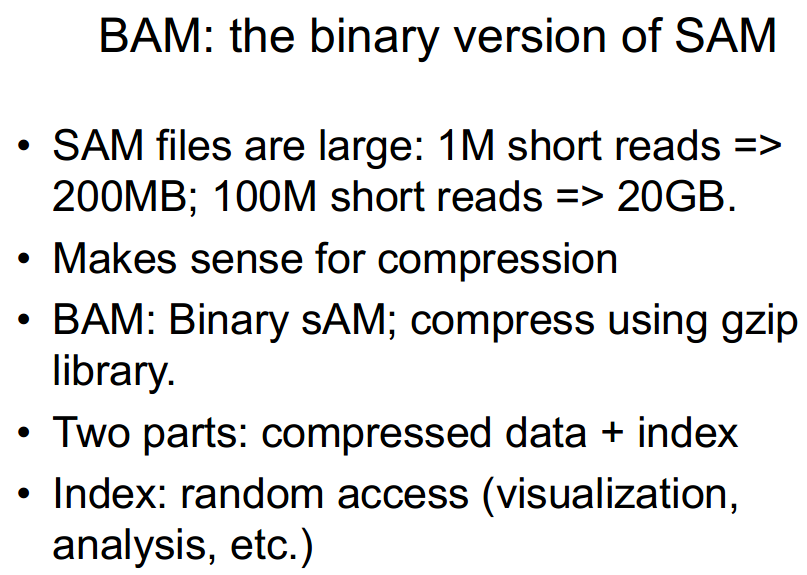 BAM: the binary version of SAM
• SAM files are large: 1M short reads =>
200MB; 100M short reads => 20GB.
• Makes sense for compression
• BAM: Binary sAM; compress using gzip
library.
• Two parts: compressed data + index
• Index: random access (visualization,
analysis, etc.)